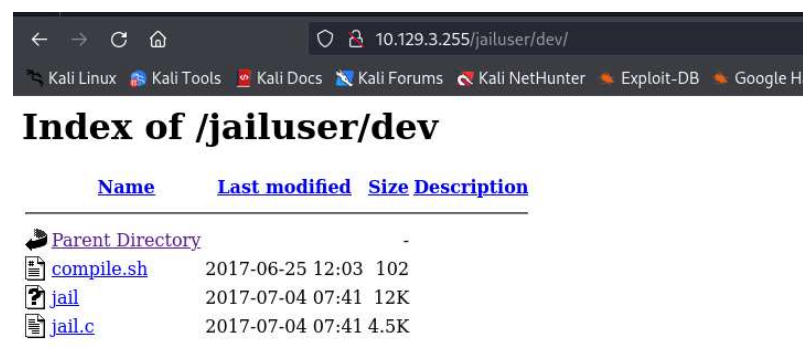 10.129.3.255/jailuser/dev/
Kali Linux Kali Tools Kali Docs Kali Forums Kali NetHunter Exploit-DB Google H
Index of /jailuser/dev
Name Last modified Size Description
Parent Directory -
compile.sh 2017-06-25 12:03 102
jail 2017-07-04 07:41 12K
jail.c 2017-07-04 07:41 4.5K